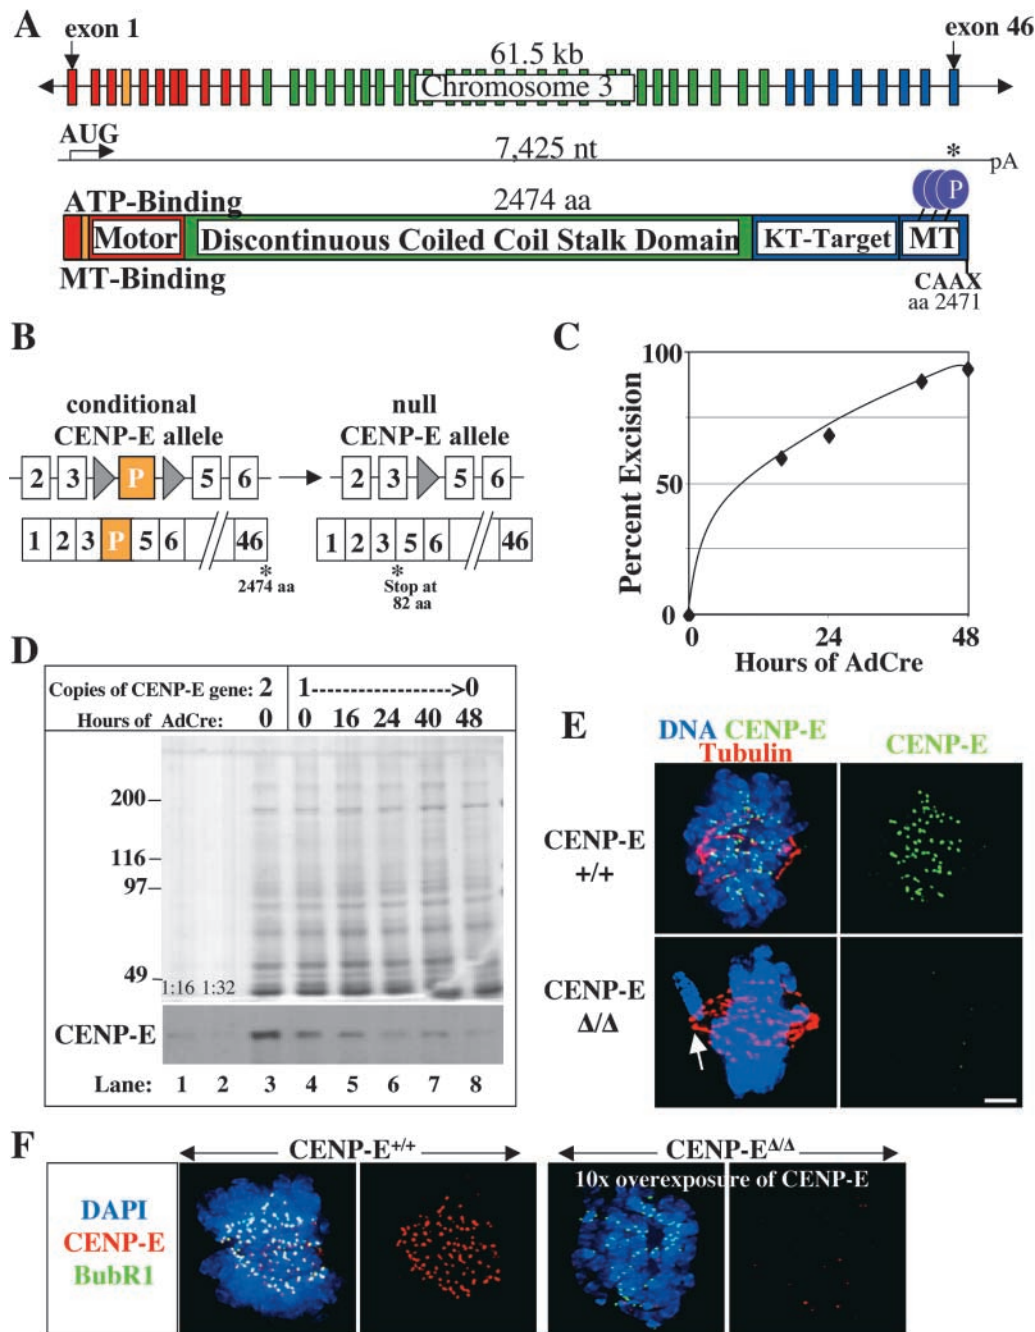 A
exon 1
exon 46
61.5 kb
Chromosome 3
AUG
7,425 nt
*
pA
ATP-Binding
2474 aa
P
Motor
Discontinuous Coiled Coil Stalk Domain
KT-Target
MT
MT-Binding
CAAX
aa 2471
B
conditional
CENP-E allele
null
CENP-E allele
2 3 P 5 6
2 3 5 6
1 2 3 P 5 6 46
1 2 3 5 6 46
*
2474 aa
*
Stop at
82 aa
C
Percent Excision
100
50
0
0 24 48
Hours of AdCre
D
Copies of CENP-E gene: 2 1------------------->0
Hours of AdCre: 0 0 16 24 40 48
200
116
97
49
1:16 1:32
CENP-E
Lane: 1 2 3 4 5 6 7 8
E
DNA CENP-E
Tubulin
CENP-E
CENP-E
+/+
CENP-E
Δ/Δ
F
CENP-E+/+
CENP-EΔ/Δ
10x overexposure of CENP-E
DAPI
CENP-E
BubR1